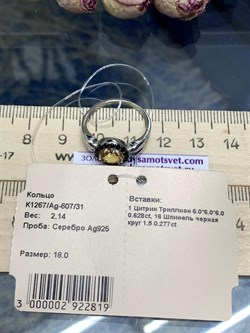 ЗОЛ
dysamotsvet.com
Кольцо
К1267/Ag-607/31
Вес: 2,14
Проба: Серебро Ag925
Размер: 18.0
Вставки:
1 Цитрин Триллион 6,0*6.0*6.0
0.628ct, 16 Шпинель черная
круг 1.5 0.277ct
3 000002 922819